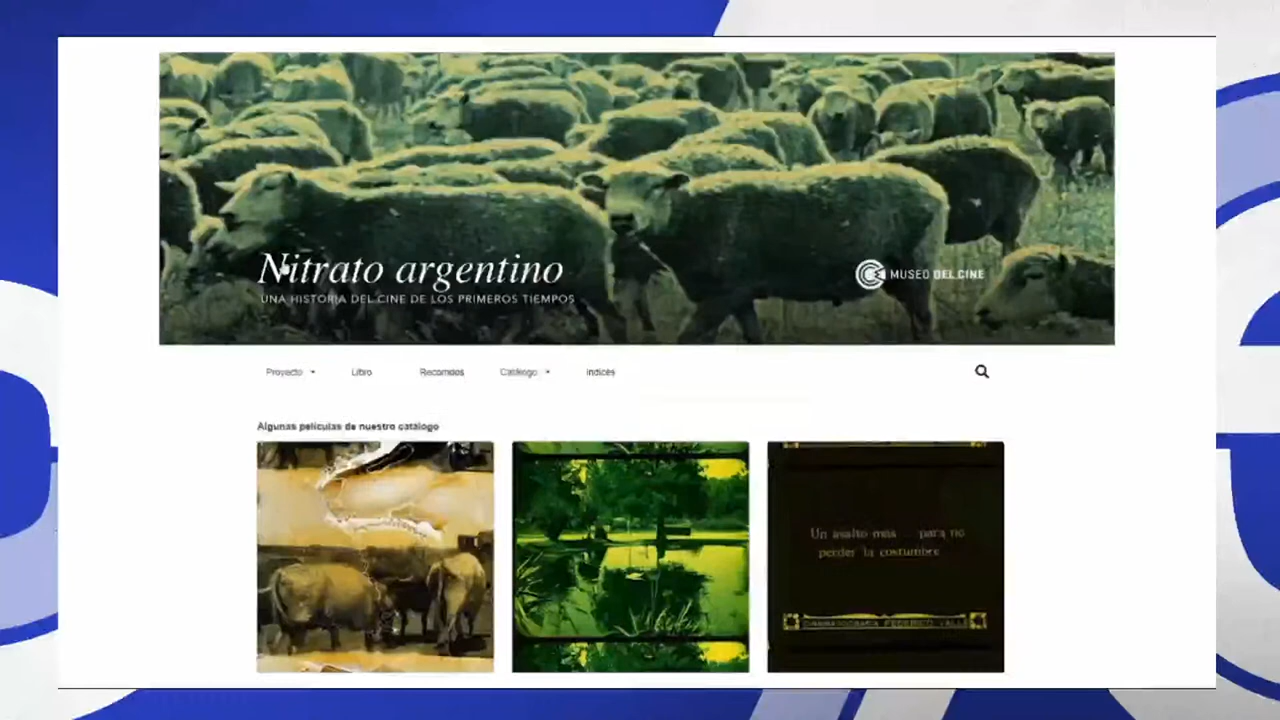 Nitrato argentino
UNA HISTORIA DEL CINE DE LOS PRIMEROS TIEMPOS
MUSEO DEL CINE
Proyecto
Libro
Recorridos
Catálogo
Indices
Algunas películas de nuestro catálogo
Un asalto más ... para no
perder la costumbre
CINEMATOGRAFIA FEDERICO VALLE